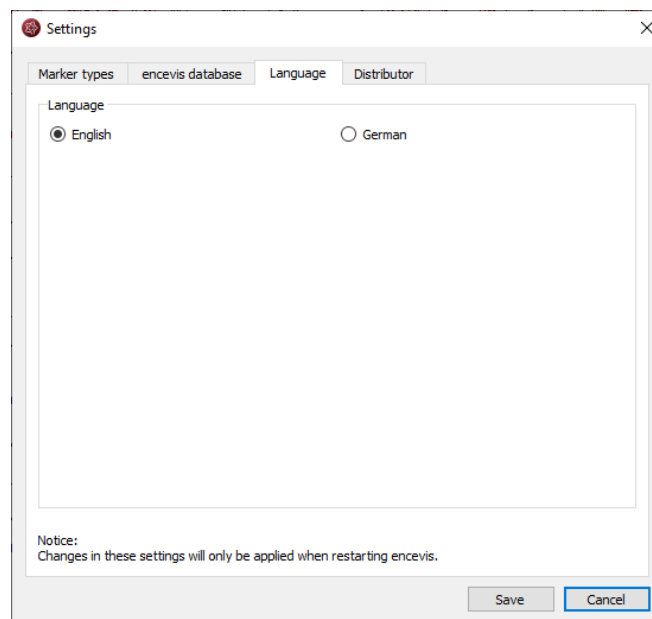 Settings
Marker types encevis database Language Distributor
Language
English German
Notice:
Changes in these settings will only be applied when restarting encevis.
Save Cancel